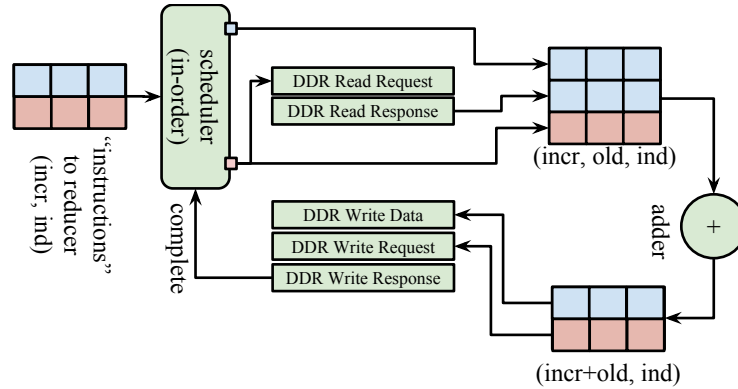 scheduler
(in-order)
DDR Read Request
DDR Read Response
(incr, old, ind)
“instructions”
to reducer
(incr, ind)
complete
DDR Write Data
DDR Write Request
DDR Write Response
adder
+
(incr+old, ind)